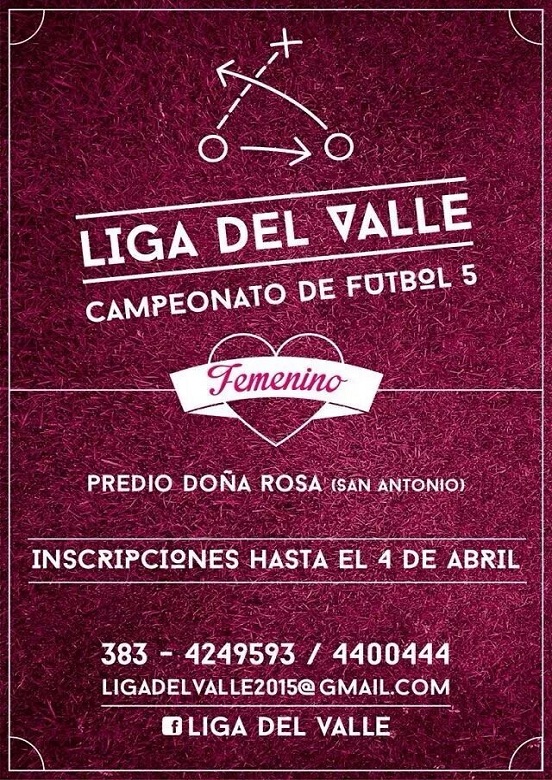 LIGA DEL VALLE
CAMPEONATO DE FÚTBOL 5
Femenino
PREDIO DOÑA ROSA (SAN ANTONIO)
INSCRIPCIONES HASTA EL 4 DE ABRIL
383 - 4249593 / 4400444
LIGADELVALLE2015@GMAIL.COM
f LIGA DEL VALLE